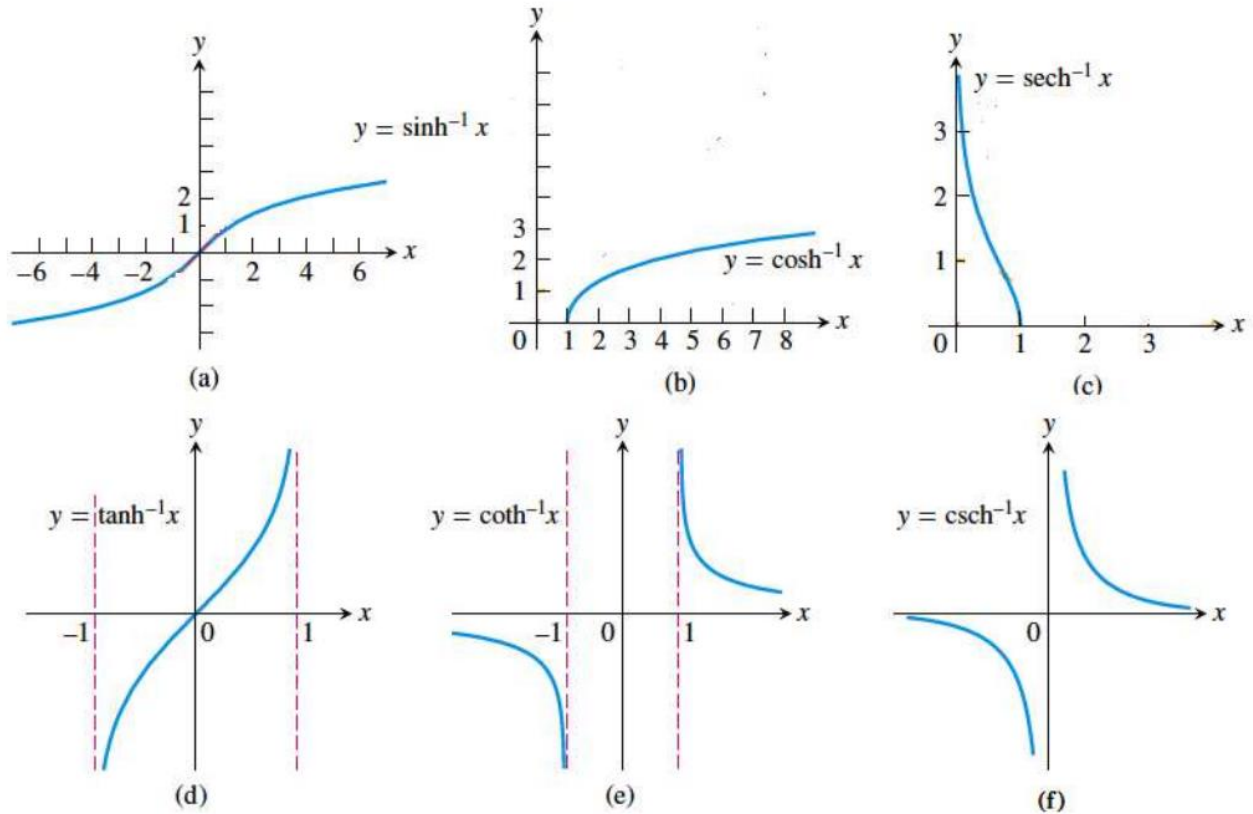 y
y = sinh⁻¹ x
2
1
−6 −4 −2 2 4 6 x
(a)
y
3
2
1
y = cosh⁻¹ x
0 1 2 3 4 5 6 7 8 x
(b)
y
y = sech⁻¹ x
3
2
1
0 1 2 3 x
(c)
y
y = tanh⁻¹x
−1 0 1 x
(d)
y
y = coth⁻¹x
−1 0 1 x
(e)
y
y = csch⁻¹x
0 x
(f)